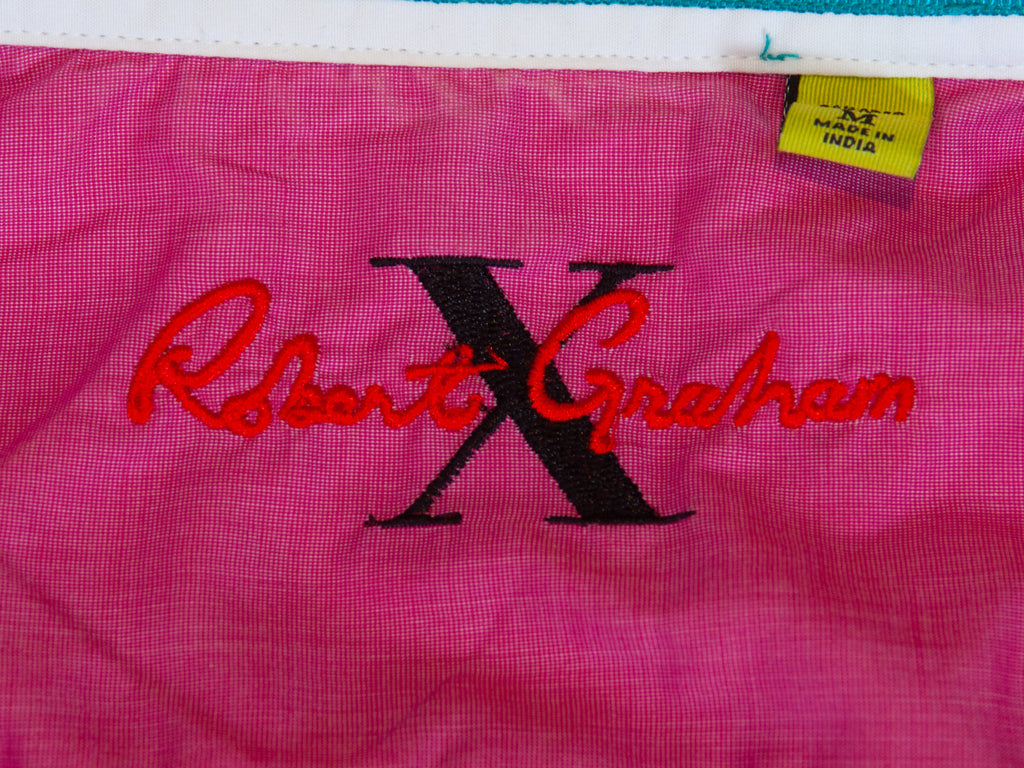 M
MADE IN
INDIA
X
Robert Graham